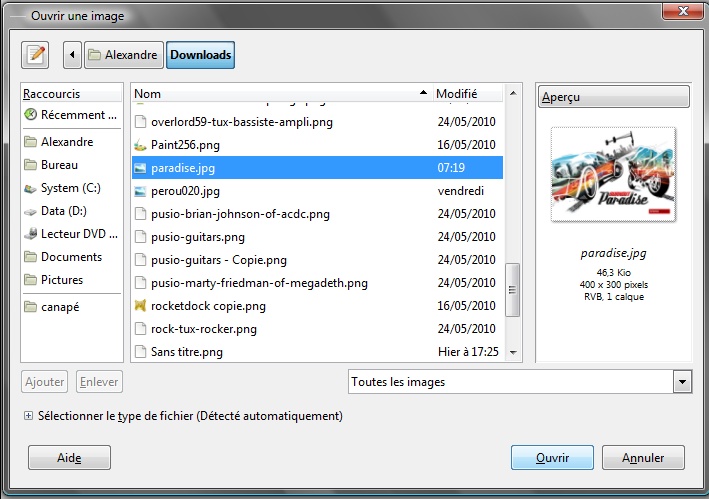 Ouvrir une image
Alexandre
Downloads
Raccourcis
Récemment ...
Alexandre
Bureau
System (C:)
Data (D:)
Lecteur DVD ...
Documents
Pictures
canapé
Nom Modifié
overlord59-tux-bassiste-ampli.png 24/05/2010
Paint256.png 16/05/2010
paradise.jpg 07:19
perou020.jpg vendredi
pusio-brian-johnson-of-acdc.png 24/05/2010
pusio-guitars.png 24/05/2010
pusio-guitars - Copie.png 24/05/2010
pusio-marty-friedman-of-megadeth.png 24/05/2010
rocketdock copie.png 16/05/2010
rock-tux-rocker.png 24/05/2010
Sans titre.png Hier à 17:25
Aperçu
Paradise
paradise.jpg
46,3 Kio
400 x 300 pixels
RVB, 1 calque
Ajouter
Enlever
Toutes les images
Sélectionner le type de fichier (Détecté automatiquement)
Aide
Ouvrir
Annuler